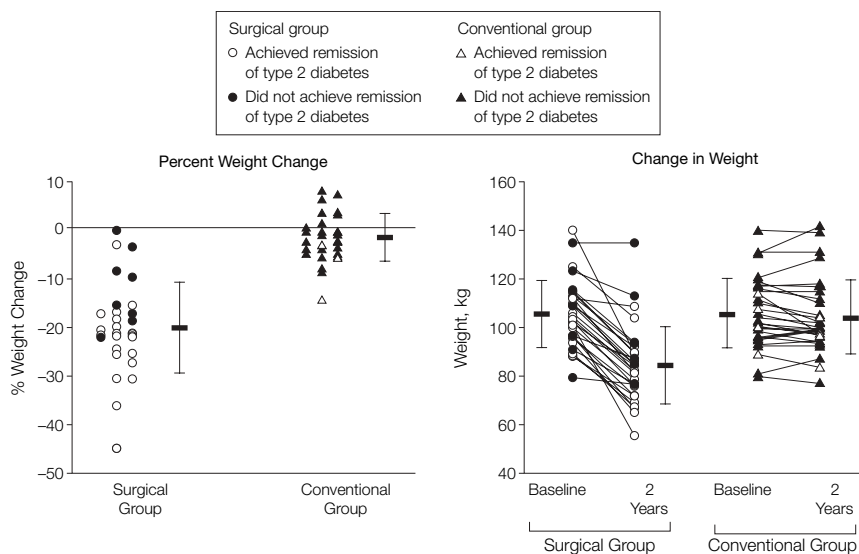 Surgical group
Conventional group
Achieved remission
of type 2 diabetes
Achieved remission
of type 2 diabetes
Did not achieve remission
of type 2 diabetes
Did not achieve remission
of type 2 diabetes
Percent Weight Change
10
0
–10
–20
–30
–40
–50
% Weight Change
Surgical
Group
Conventional
Group
Change in Weight
160
140
120
100
80
60
40
Weight, kg
Baseline
2
Years
Baseline
2
Years
Surgical Group
Conventional Group